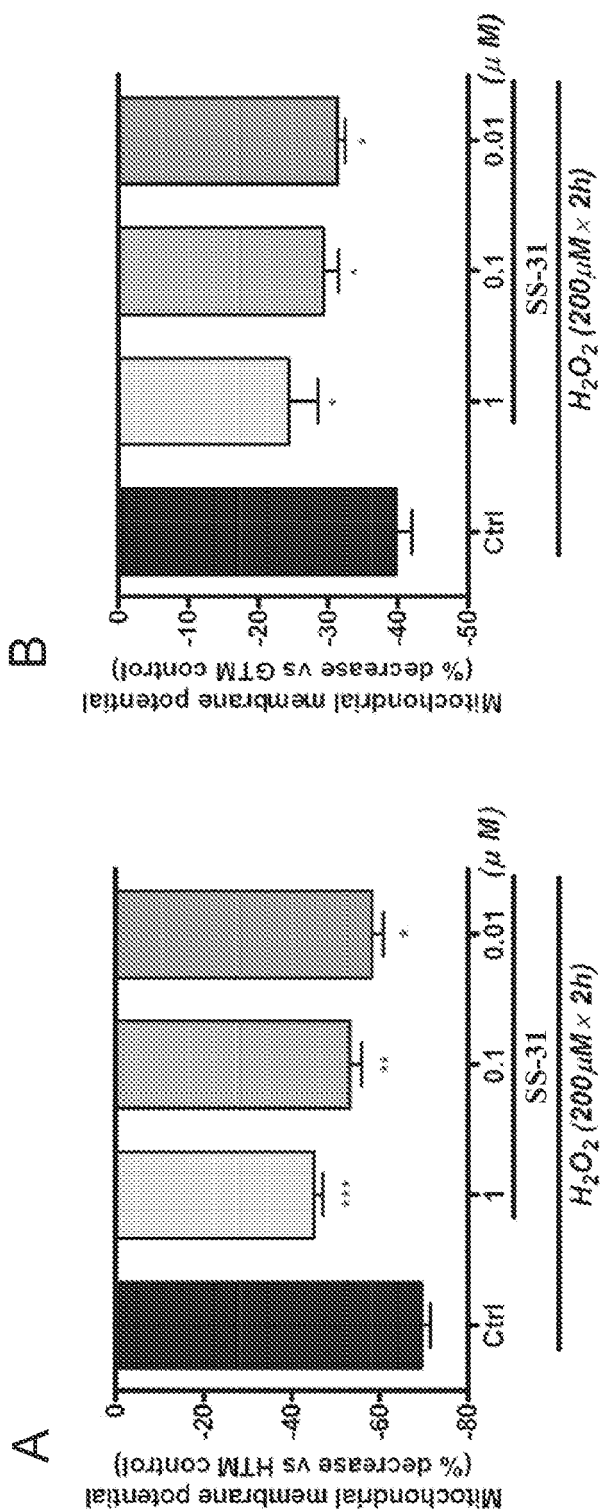 A
Mitochondrial membrane potential
(% decrease vs HTM control)
0
-20
-40
-60
-80
Ctrl 1 0.1 0.01 (μ M)
***
**
*
SS-31
H₂O₂ (200μM × 2h)
B
Mitochondrial membrane potential
(% decrease vs GTM control)
0
-10
-20
-30
-40
-50
Ctrl 1 0.1 0.01 (μ M)
*
*
*
SS-31
H₂O₂ (200μM × 2h)